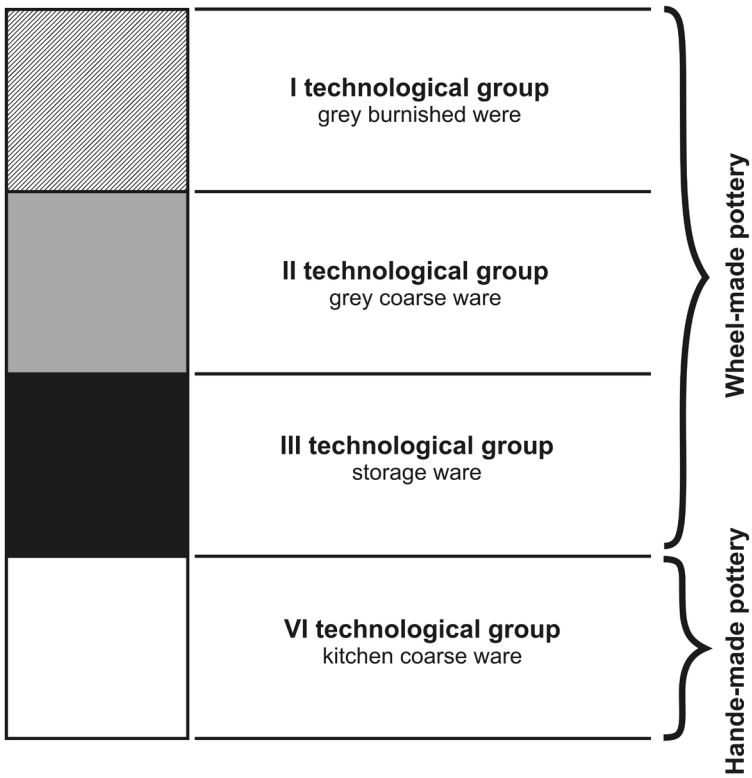 I technological group
grey burnished were
II technological group
grey coarse ware
III technological group
storage ware
VI technological group
kitchen coarse ware
Wheel-made pottery
Hande-made pottery